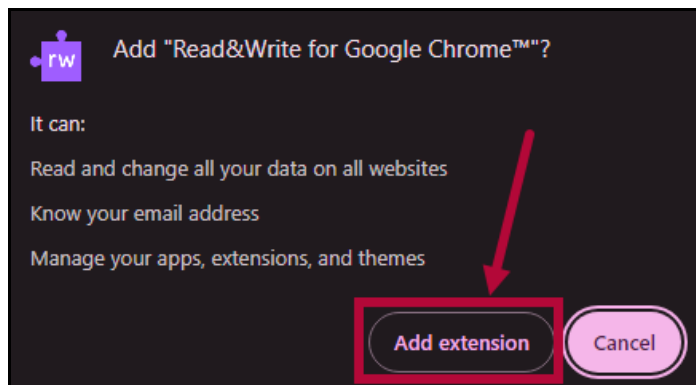 rw
Add "Read&Write for Google Chrome™"?
It can:
Read and change all your data on all websites
Know your email address
Manage your apps, extensions, and themes
Add extension
Cancel